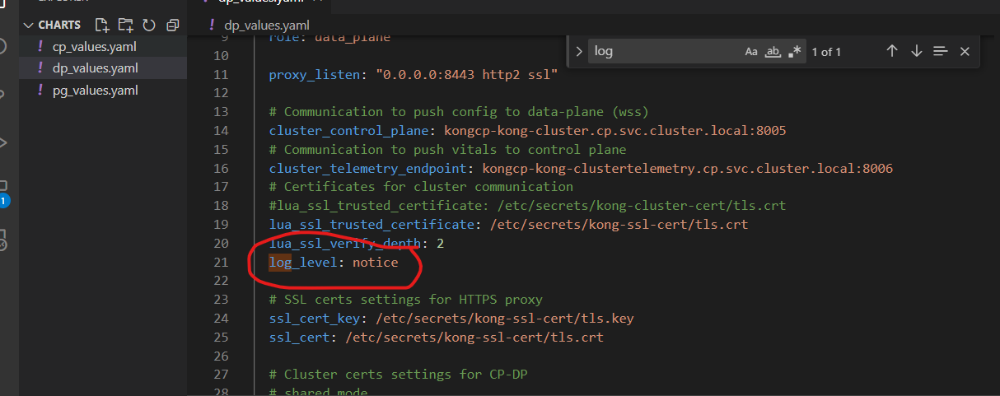 dp_values.yaml
CHARTS
cp_values.yaml
dp_values.yaml
pg_values.yaml
1
! dp_values.yaml
log
Aa ab .* 1 of 1
9 role: data_plane
10
11 proxy_listen: "0.0.0.0:8443 http2 ssl"
12
13 # Communication to push config to data-plane (wss)
14 cluster_control_plane: kongcp-kong-cluster.cp.svc.cluster.local:8005
15 # Communication to push vitals to control plane
16 cluster_telemetry_endpoint: kongcp-kong-clustertelemetry.cp.svc.cluster.local:8006
17 # Certificates for cluster communication
18 #lua_ssl_trusted_certificate: /etc/secrets/kong-cluster-cert/tls.crt
19 lua_ssl_trusted_certificate: /etc/secrets/kong-ssl-cert/tls.crt
20 lua_ssl_verify_depth: 2
21 log_level: notice
22
23 # SSL certs settings for HTTPS proxy
24 ssl_cert_key: /etc/secrets/kong-ssl-cert/tls.key
25 ssl_cert: /etc/secrets/kong-ssl-cert/tls.crt
26
27 # Cluster certs settings for CP-DP
28 # shared mode